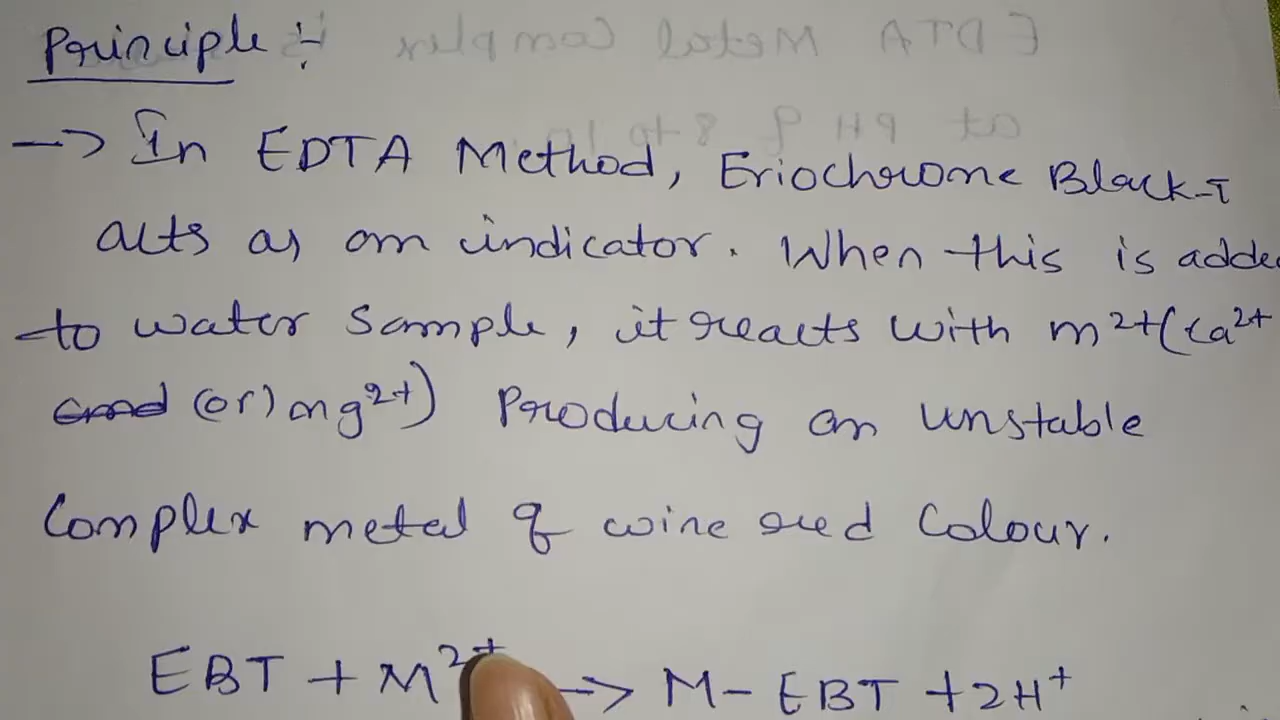 Principle :-
→ In EDTA Method, Eriochrome Black-T
acts as an indicator. When this is adde
to water sample, it reacts with m²⁺(ca²⁺
and (or) mg²⁺) Producing an unstable
Complex metal of wine red Colour.
EBT + M²⁺ → M- EBT +2H⁺